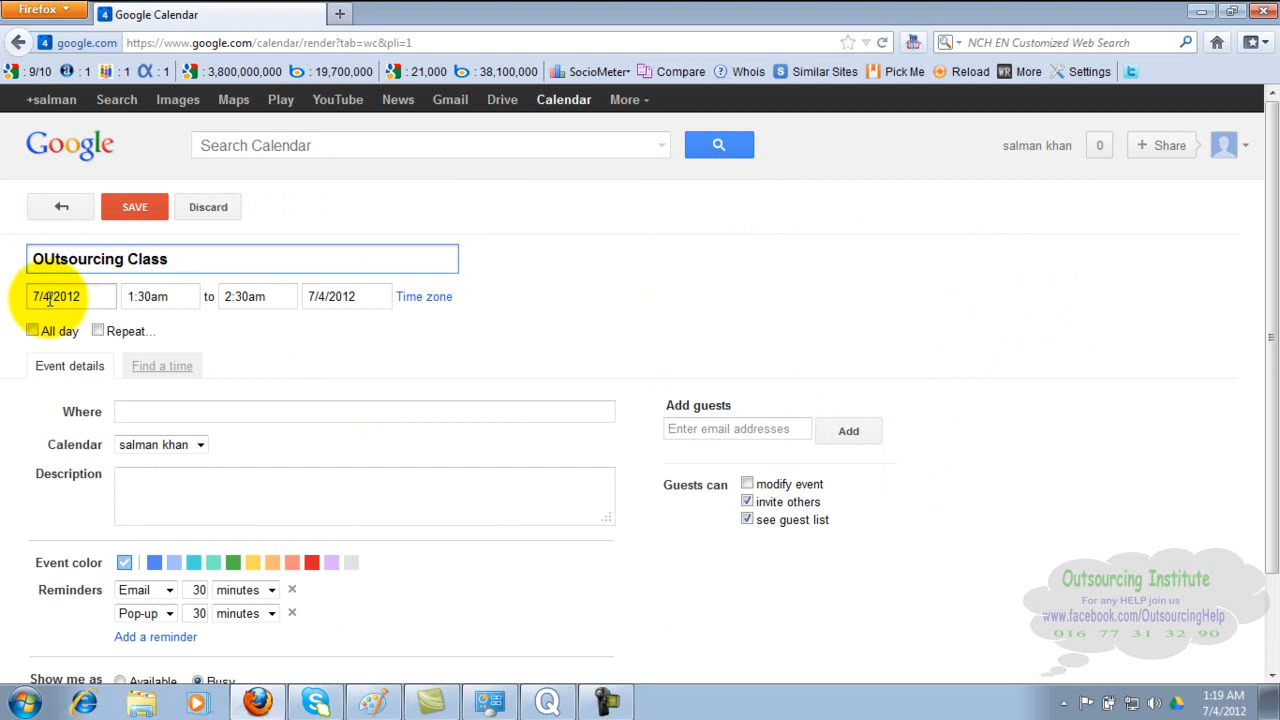 Firefox
4 Google Calendar
4 google.com https://www.google.com/calendar/render?tab=wc&pli=1 NCH EN Customized Web Search
: 9/10 : 1 : 1 : 1 : 3,800,000,000 : 19,700,000 : 21,000 : 38,100,000 SocioMeter Compare Whois Similar Sites Pick Me Reload More Settings
+salman Search Images Maps Play YouTube News Gmail Drive Calendar More
Google Search Calendar salman khan 0 + Share
SAVE Discard
OUtsourcing Class
7/4/2012 1:30am to 2:30am 7/4/2012 Time zone
All day Repeat...
Event details Find a time
Where
Calendar salman khan
Description
Add guests
Enter email addresses Add
Guests can modify event
invite others
see guest list
Event color
Reminders Email 30 minutes ×
Pop-up 30 minutes ×
Add a reminder
Show me as Available Busy
Outsourcing Institute
For any HELP join us
www.facebook.com/OutsourcingHelp
016 77 31 32 90
1:19 AM
7/4/2012